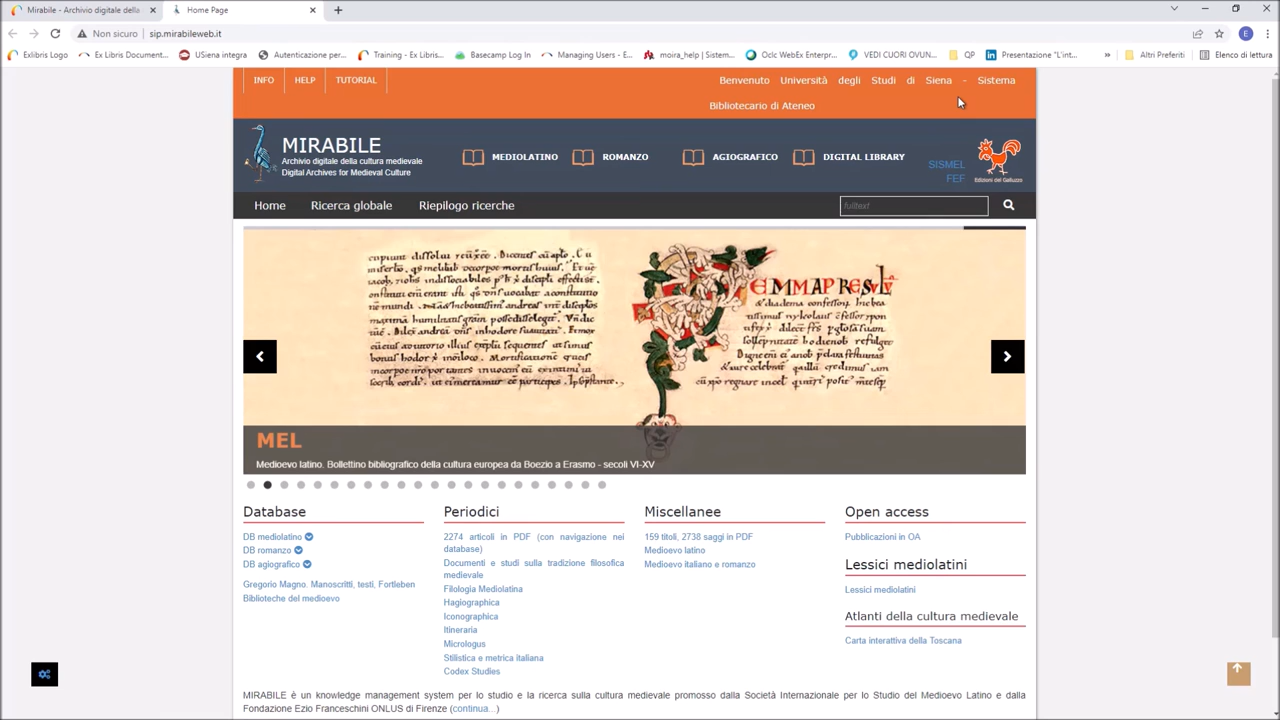 Mirabile - Archivio digitale della
Home Page
Non sicuro
sip.mirabileweb.it
Exlibris Logo
Ex Libris Document...
USiena integra
Autenticazione per...
Training - Ex Libris...
Basecamp Log In
Managing Users - E...
moira_help | Sistem...
Oclc WebEx Enterpr...
VEDI CUORI OVUN...
QP
Presentazione "L'int...
»
Altri Preferiti
Elenco di lettura
INFO
HELP
TUTORIAL
Benvenuto Università degli Studi di Siena - Sistema
Bibliotecario di Ateneo
MIRABILE
Archivio digitale della cultura medievale
Digital Archives for Medieval Culture
MEDIOLATINO
ROMANZO
AGIOGRAFICO
DIGITAL LIBRARY
SISMEL
FEF
Edizioni del Galluzzo
Home
Ricerca globale
Riepilogo ricerche
fulltext
MEL
Medioevo latino. Bollettino bibliografico della cultura europea da Boezio a Erasmo - secoli VI-XV
Database
DB mediolatino
DB romanzo
DB agiografico
Gregorio Magno. Manoscritti, testi, Fortleben
Biblioteche del medioevo
Periodici
2274 articoli in PDF (con navigazione nei
database)
Documenti e studi sulla tradizione filosofica
medievale
Filologia Mediolatina
Hagiographica
Iconographica
Itineraria
Micrologus
Stilistica e metrica italiana
Codex Studies
Miscellanee
159 titoli, 2738 saggi in PDF
Medioevo latino
Medioevo italiano e romanzo
Open access
Pubblicazioni in OA
Lessici mediolatini
Lessici mediolatini
Atlanti della cultura medievale
Carta interattiva della Toscana
MIRABILE è un knowledge management system per lo studio e la ricerca sulla cultura medievale promosso dalla Società Internazionale per lo Studio del Medioevo Latino e dalla
Fondazione Ezio Franceschini ONLUS di Firenze (continua...)